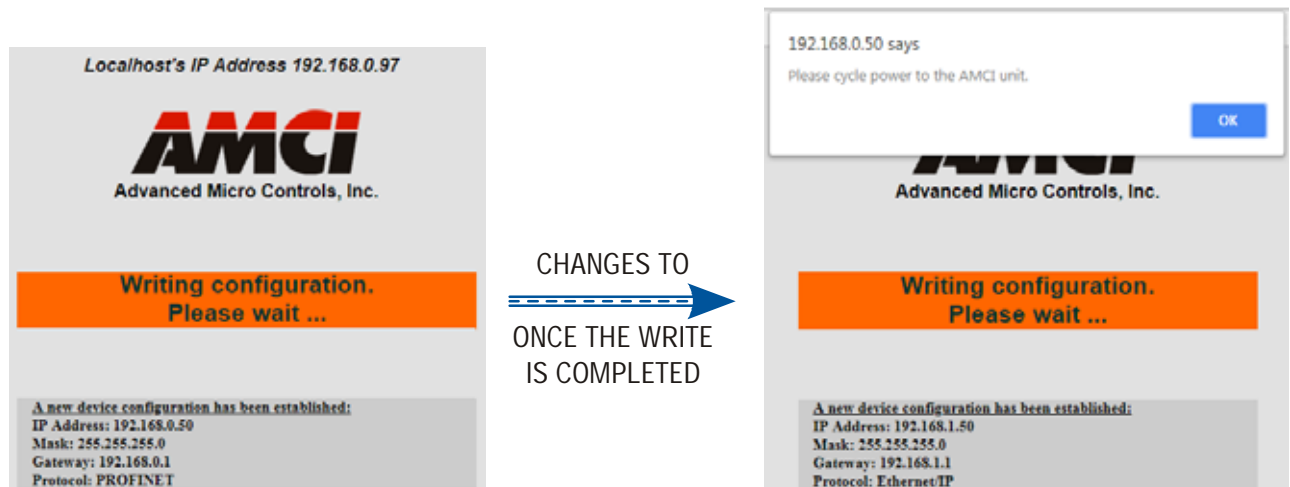 Localhost's IP Address 192.168.0.97
AMCI
Advanced Micro Controls, Inc.
Writing configuration.
Please wait ...
A new device configuration has been established:
IP Address: 192.168.0.50
Mask: 255.255.255.0
Gateway: 192.168.0.1
Protocol: PROFINET
CHANGES TO
ONCE THE WRITE
IS COMPLETED
192.168.0.50 says
Please cycle power to the AMCI unit.
OK
Advanced Micro Controls, Inc.
Writing configuration.
Please wait ...
A new device configuration has been established:
IP Address: 192.168.1.50
Mask: 255.255.255.0
Gateway: 192.168.1.1
Protocol: Ethernet/IP